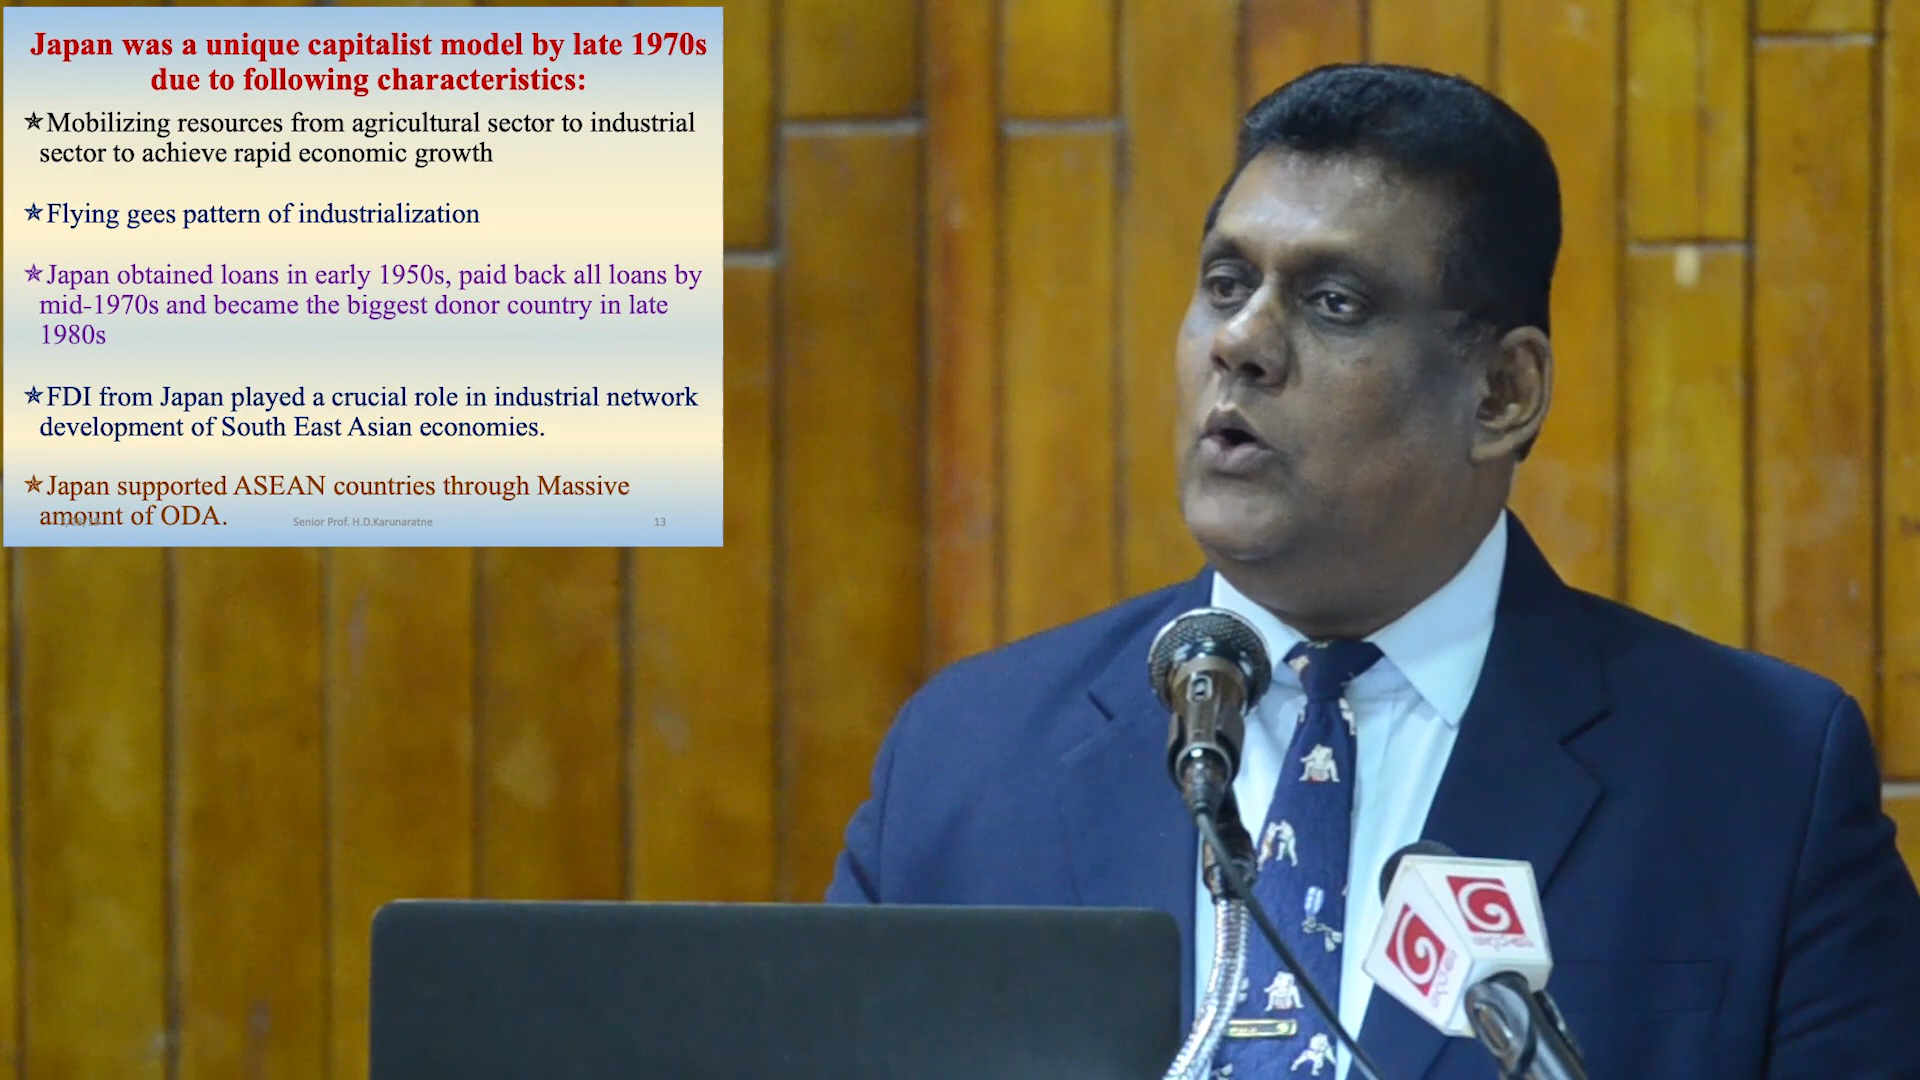 Japan was a unique capitalist model by late 1970s
due to following characteristics:
✯Mobilizing resources from agricultural sector to industrial
sector to achieve rapid economic growth
✯Flying gees pattern of industrialization
✯Japan obtained loans in early 1950s, paid back all loans by
mid-1970s and became the biggest donor country in late
1980s
✯FDI from Japan played a crucial role in industrial network
development of South East Asian economies.
✯Japan supported ASEAN countries through Massive
amount of ODA.
Senior Prof. H.D.Karunaratne
13